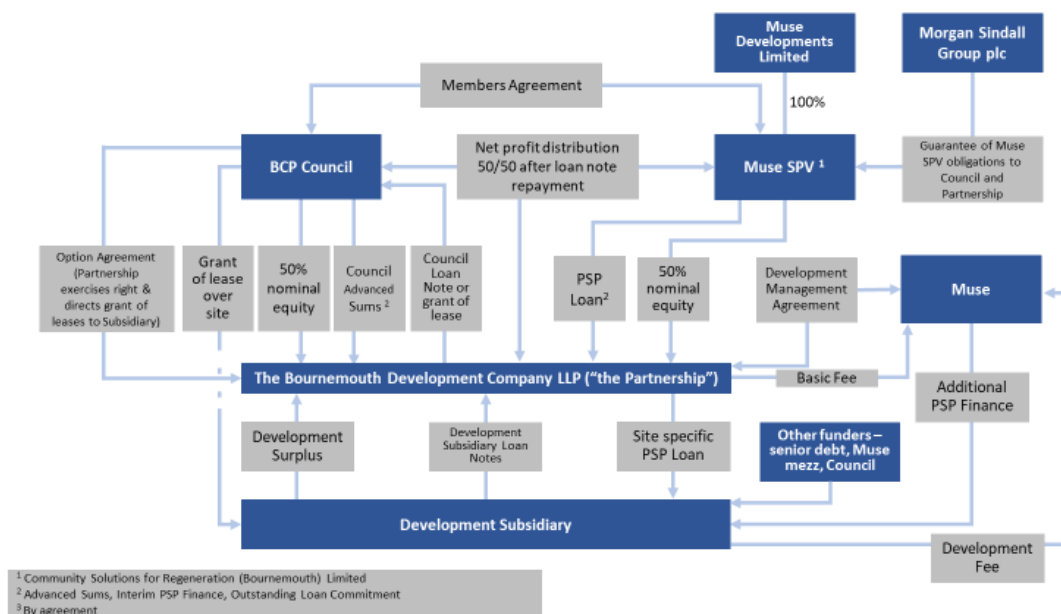 Muse
Developments
Limited
Morgan Sindall
Group plc
Members Agreement
100%
BCP Council
Net profit distribution
50/50 after loan note
repayment
Muse SPV 1
Guarantee of Muse
SPV obligations to
Council and
Partnership
Option Agreement
(Partnership
exercises right &
directs grant of
leases to Subsidiary)
Grant
of lease
over
site
50%
nominal
equity
Council
Advanced
Sums 2
Council
Loan
Note or
grant of
lease
PSP
Loan2
50%
nominal
equity
Development
Management
Agreement
Muse
The Bournemouth Development Company LLP (“the Partnership”)
Basic Fee
Development
Surplus
Development
Subsidiary Loan
Notes
Site specific
PSP Loan
Other funders –
senior debt, Muse
mezz, Council
Additional
PSP Finance
Development Subsidiary
Development
Fee
1 Community Solutions for Regeneration (Bournemouth) Limited
2 Advanced Sums, Interim PSP Finance, Outstanding Loan Commitment
3 By agreement